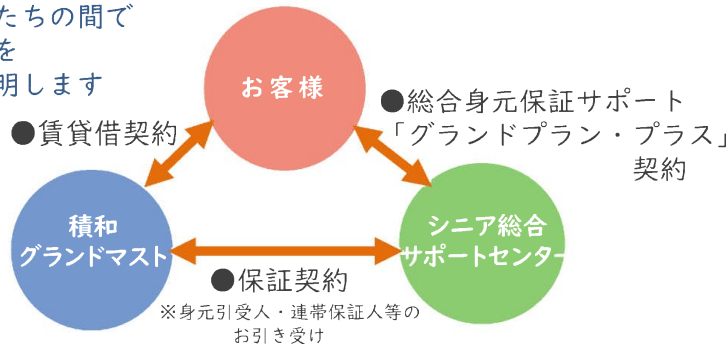 たちの間で
を
明します
お客様
●賃貸借契約
●総合身元保証サポート
「グランドプラン・プラス」
契約
積和
グランドマスト
シニア総合
サポートセンター
●保証契約
※身元引受人・連帯保証人等の
お引き受け